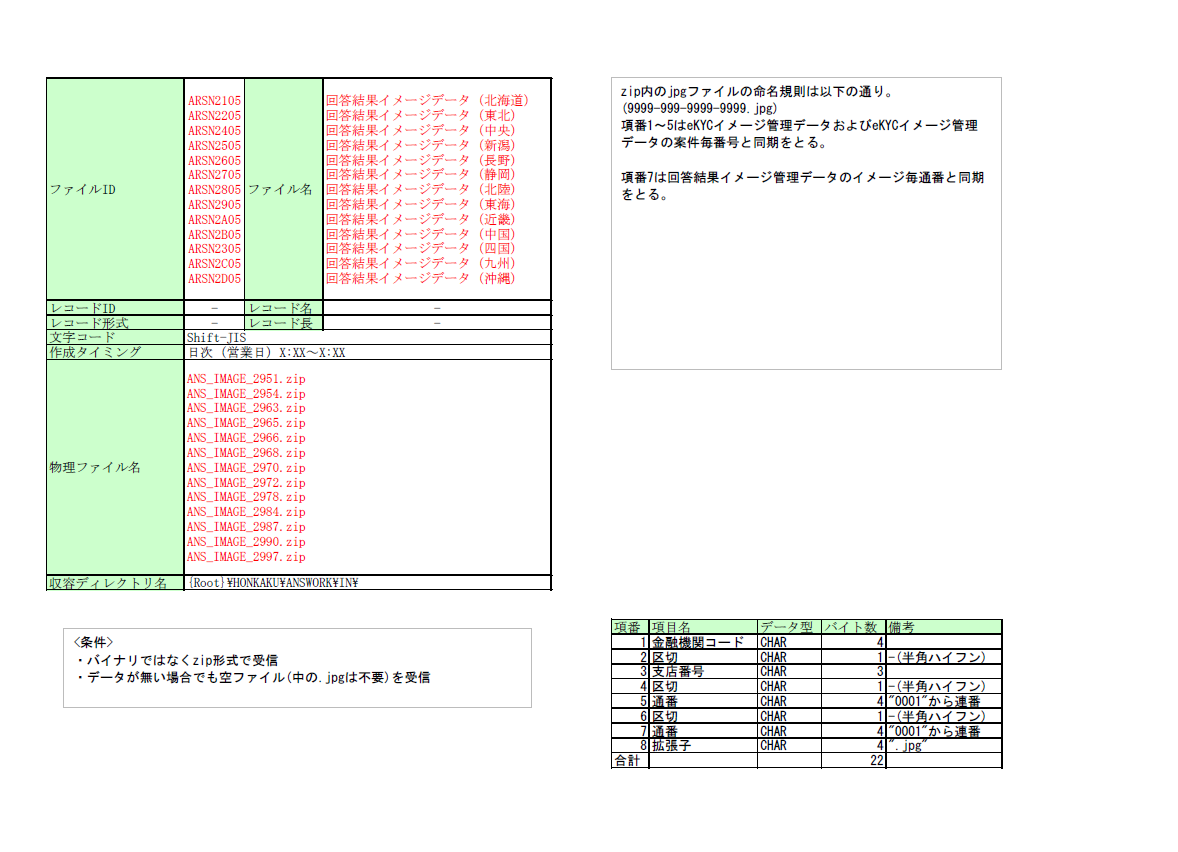 ファイルID
ARSN2105
ARSN2205
ARSN2405
ARSN2505
ARSN2605
ARSN2705
ARSN2805
ARSN2905
ARSN2A05
ARSN2B05
ARSN2305
ARSN2C05
ARSN2D05
ファイル名
回答結果イメージデータ（北海道）
回答結果イメージデータ（東北）
回答結果イメージデータ（中央）
回答結果イメージデータ（新潟）
回答結果イメージデータ（長野）
回答結果イメージデータ（静岡）
回答結果イメージデータ（北陸）
回答結果イメージデータ（東海）
回答結果イメージデータ（近畿）
回答結果イメージデータ（中国）
回答結果イメージデータ（四国）
回答結果イメージデータ（九州）
回答結果イメージデータ（沖縄）
レコードID － レコード名 －
レコード形式 － レコード長 －
文字コード Shift-JIS
作成タイミング 日次（営業日）X:XX～X:XX
物理ファイル名
ANS_IMAGE_2951.zip
ANS_IMAGE_2954.zip
ANS_IMAGE_2963.zip
ANS_IMAGE_2965.zip
ANS_IMAGE_2966.zip
ANS_IMAGE_2968.zip
ANS_IMAGE_2970.zip
ANS_IMAGE_2972.zip
ANS_IMAGE_2978.zip
ANS_IMAGE_2984.zip
ANS_IMAGE_2987.zip
ANS_IMAGE_2990.zip
ANS_IMAGE_2997.zip
収容ディレクトリ名 {Root}¥HONKAKU¥ANSWORK¥IN¥
<条件>
・バイナリではなくzip形式で受信
・データが無い場合でも空ファイル(中の.jpgは不要)を受信
zip内のjpgファイルの命名規則は以下の通り。
(9999-999-9999-9999.jpg)
項番1～5はeKYCイメージ管理データおよびeKYCイメージ管理
データの案件毎番号と同期をとる。
項番7は回答結果イメージ管理データのイメージ毎通番と同期
をとる。
項番 項目名 データ型 バイト数 備考
1 金融機関コード CHAR 4
2 区切 CHAR 1 -(半角ハイフン)
3 支店番号 CHAR 3
4 区切 CHAR 1 -(半角ハイフン)
5 通番 CHAR 4 "0001"から連番
6 区切 CHAR 1 -(半角ハイフン)
7 通番 CHAR 4 "0001"から連番
8 拡張子 CHAR 4 ".jpg"
合計 22